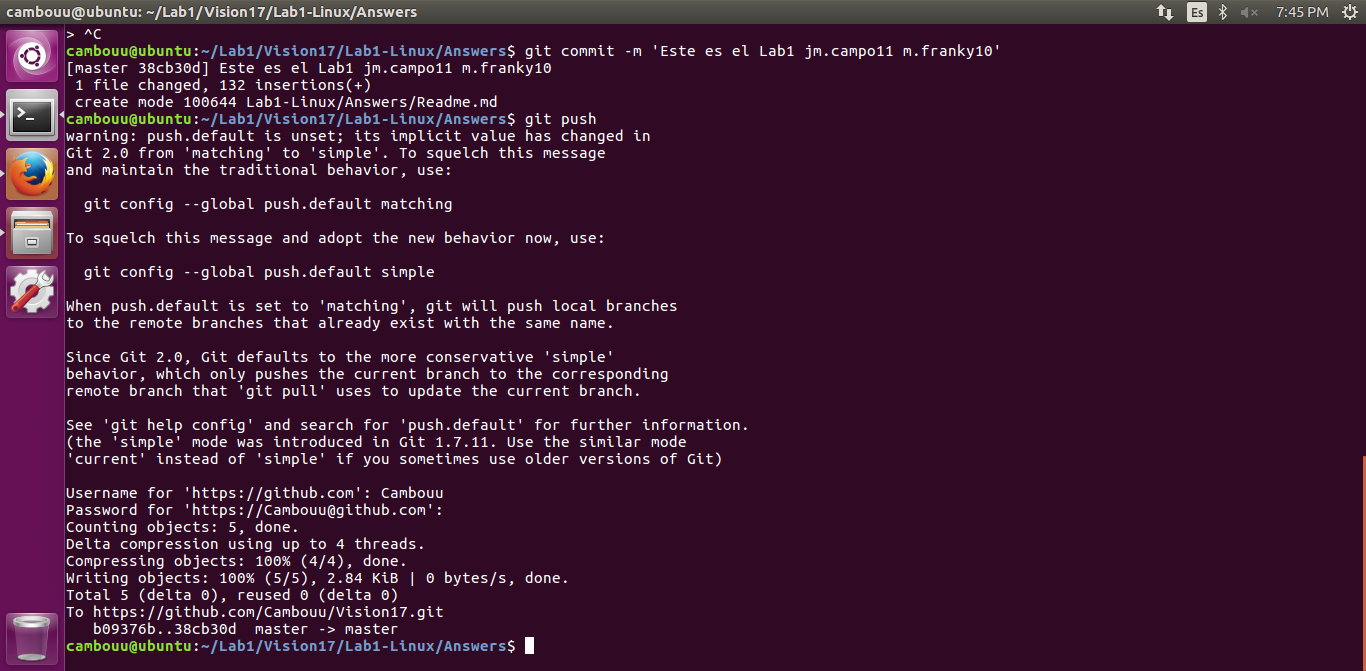 cambouu@ubuntu: ~/Lab1/Vision17/Lab1-Linux/Answers
Es
7:45 PM
> ^C
cambouu@ubuntu:~/Lab1/Vision17/Lab1-Linux/Answers$ git commit -m 'Este es el Lab1 jm.campo11 m.franky10'
[master 38cb30d] Este es el Lab1 jm.campo11 m.franky10
 1 file changed, 132 insertions(+)
 create mode 100644 Lab1-Linux/Answers/Readme.md
cambouu@ubuntu:~/Lab1/Vision17/Lab1-Linux/Answers$ git push
warning: push.default is unset; its implicit value has changed in
Git 2.0 from 'matching' to 'simple'. To squelch this message
and maintain the traditional behavior, use:

  git config --global push.default matching

To squelch this message and adopt the new behavior now, use:

  git config --global push.default simple

When push.default is set to 'matching', git will push local branches
to the remote branches that already exist with the same name.

Since Git 2.0, Git defaults to the more conservative 'simple'
behavior, which only pushes the current branch to the corresponding
remote branch that 'git pull' uses to update the current branch.

See 'git help config' and search for 'push.default' for further information.
(the 'simple' mode was introduced in Git 1.7.11. Use the similar mode
'current' instead of 'simple' if you sometimes use older versions of Git)

Username for 'https://github.com': Cambouu
Password for 'https://Cambouu@github.com':
Counting objects: 5, done.
Delta compression using up to 4 threads.
Compressing objects: 100% (4/4), done.
Writing objects: 100% (5/5), 2.84 KiB | 0 bytes/s, done.
Total 5 (delta 0), reused 0 (delta 0)
To https://github.com/Cambouu/Vision17.git
   b09376b..38cb30d  master -> master
cambouu@ubuntu:~/Lab1/Vision17/Lab1-Linux/Answers$